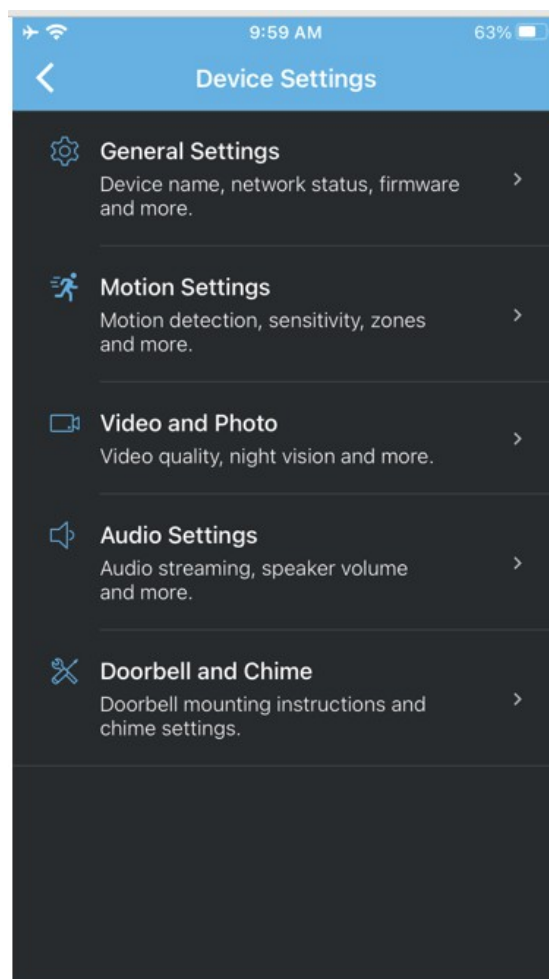 9:59 AM
63%
Device Settings
General Settings
Device name, network status, firmware
and more.
Motion Settings
Motion detection, sensitivity, zones
and more.
Video and Photo
Video quality, night vision and more.
Audio Settings
Audio streaming, speaker volume
and more.
Doorbell and Chime
Doorbell mounting instructions and
chime settings.